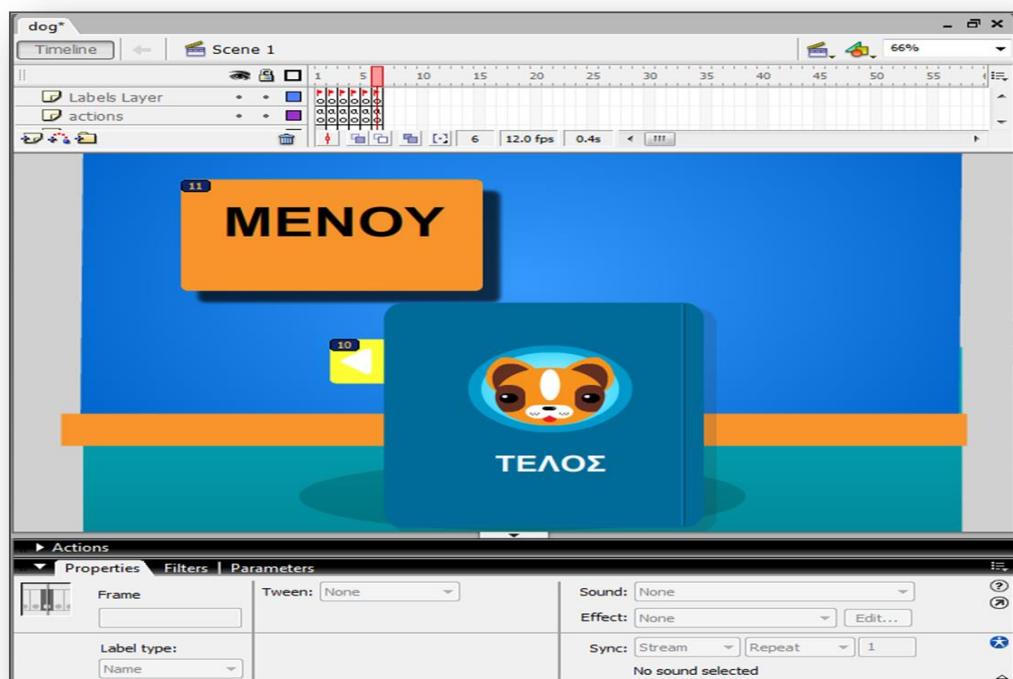 dog*
Timeline Scene 1 66%
1 5 10 15 20 25 30 35 40 45 50 55
Labels Layer
actions
6 12.0 fps 0.4s
11
ΜΕΝΟΥ
10
ΤΕΛΟΣ
Actions
Properties Filters Parameters
Frame Tween: None Sound: None
Effect: None Edit...
Label type: Sync: Stream Repeat 1
Name No sound selected